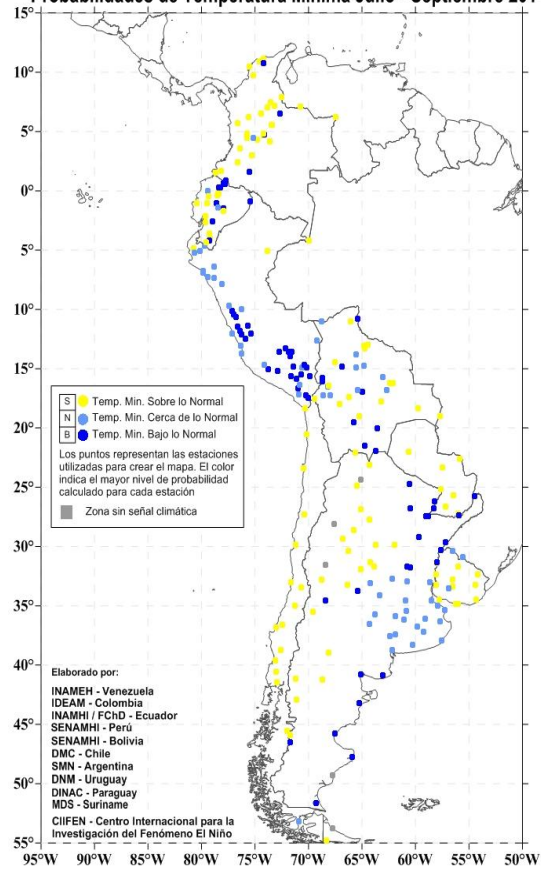 Probabilidades de Temperatura Mínima Junio - Septiembre 201
15°
10°
5°
0°
5°
10°
15°
20°
25°
30°
35°
40°
45°
50°
55°
S Temp. Min. Sobre lo Normal
N Temp. Min. Cerca de lo Normal
B Temp. Min. Bajo lo Normal
Los puntos representan las estaciones
utilizadas para crear el mapa. El color
indica el mayor nivel de probabilidad
calculado para cada estación
Zona sin señal climática
Elaborado por:
INAMEH - Venezuela
IDEAM - Colombia
INAMHI / FChD - Ecuador
SENAMHI - Perú
SENAMHI - Bolivia
DMC - Chile
SMN - Argentina
DNM - Uruguay
DINAC - Paraguay
MDS - Suriname
CIIFEN - Centro Internacional para la
Investigación del Fenómeno El Niño
95°W 90°W 85°W 80°W 75°W 70°W 65°W 60°W 55°W 50°W